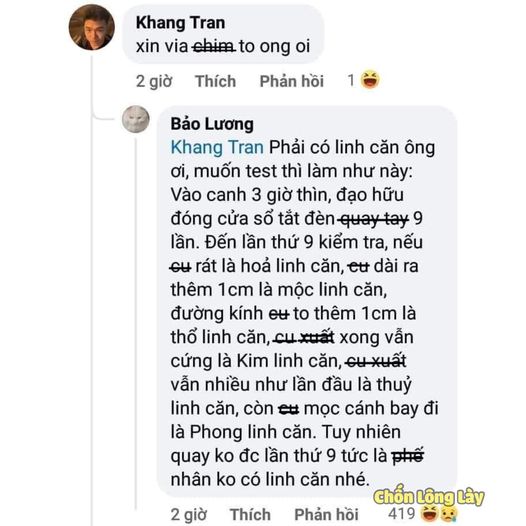 Khang Tran
xin via chim to ong oi
2 giờ Thích Phản hồi 1
Bảo Lương
Khang Tran Phải có linh căn ông
ơi, muốn test thì làm như này:
Vào canh 3 giờ thìn, đạo hữu
đóng cửa sổ tắt đèn quay tay 9
lần. Đến lần thứ 9 kiểm tra, nếu
cu rát là hoả linh căn, cu dài ra
thêm 1cm là mộc linh căn,
đường kính cu to thêm 1cm là
thổ linh căn, cu xuất xong vẫn
cứng là Kim linh căn, cu xuất
vẫn nhiều như lần đầu là thuỷ
linh căn, còn cu mọc cánh bay đi
là Phong linh căn. Tuy nhiên
quay ko đc lần thứ 9 tức là phế
nhân ko có linh căn nhé.
Chốn Lông Lày
2 giờ Thích Phản hồi 419